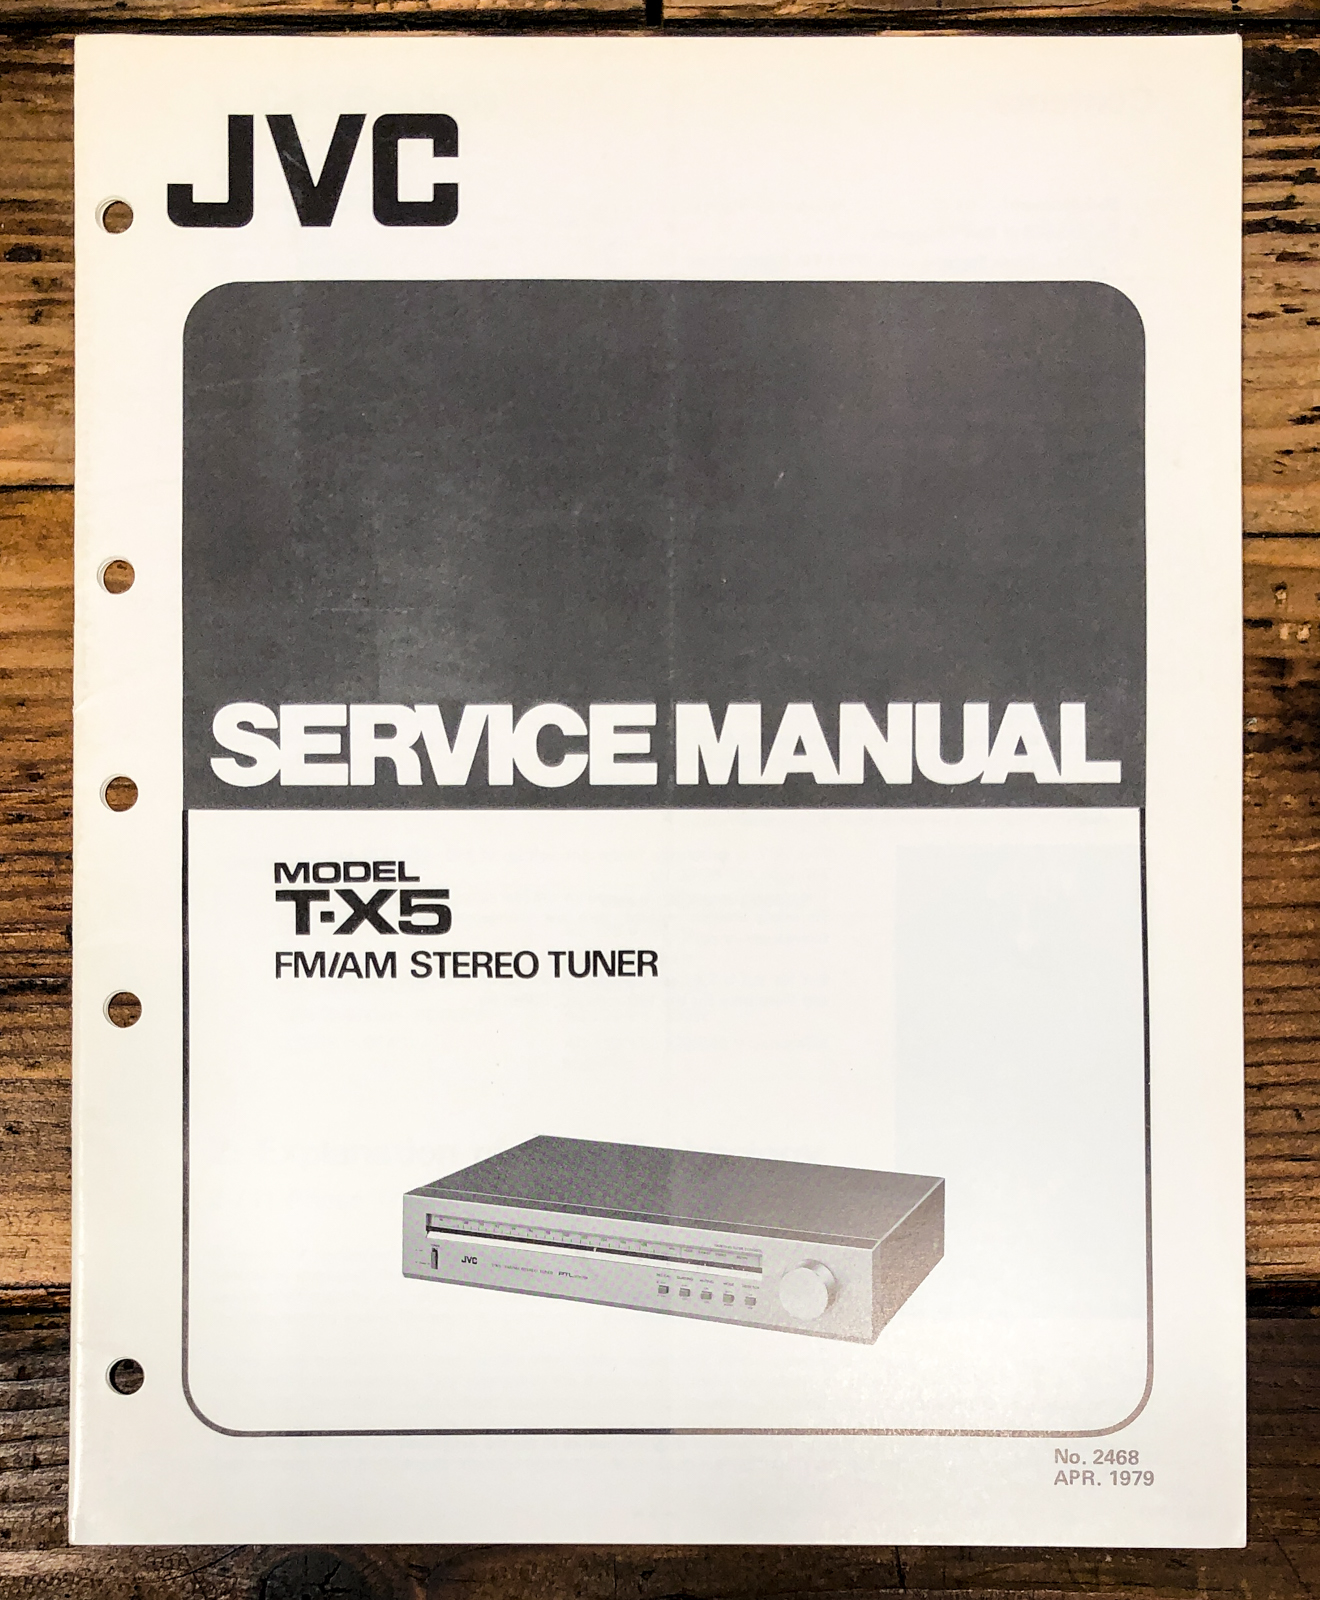 JVC
SERVICE MANUAL
MODEL
T-X5
FM/AM STEREO TUNER
JVC
No. 2468
APR. 1979